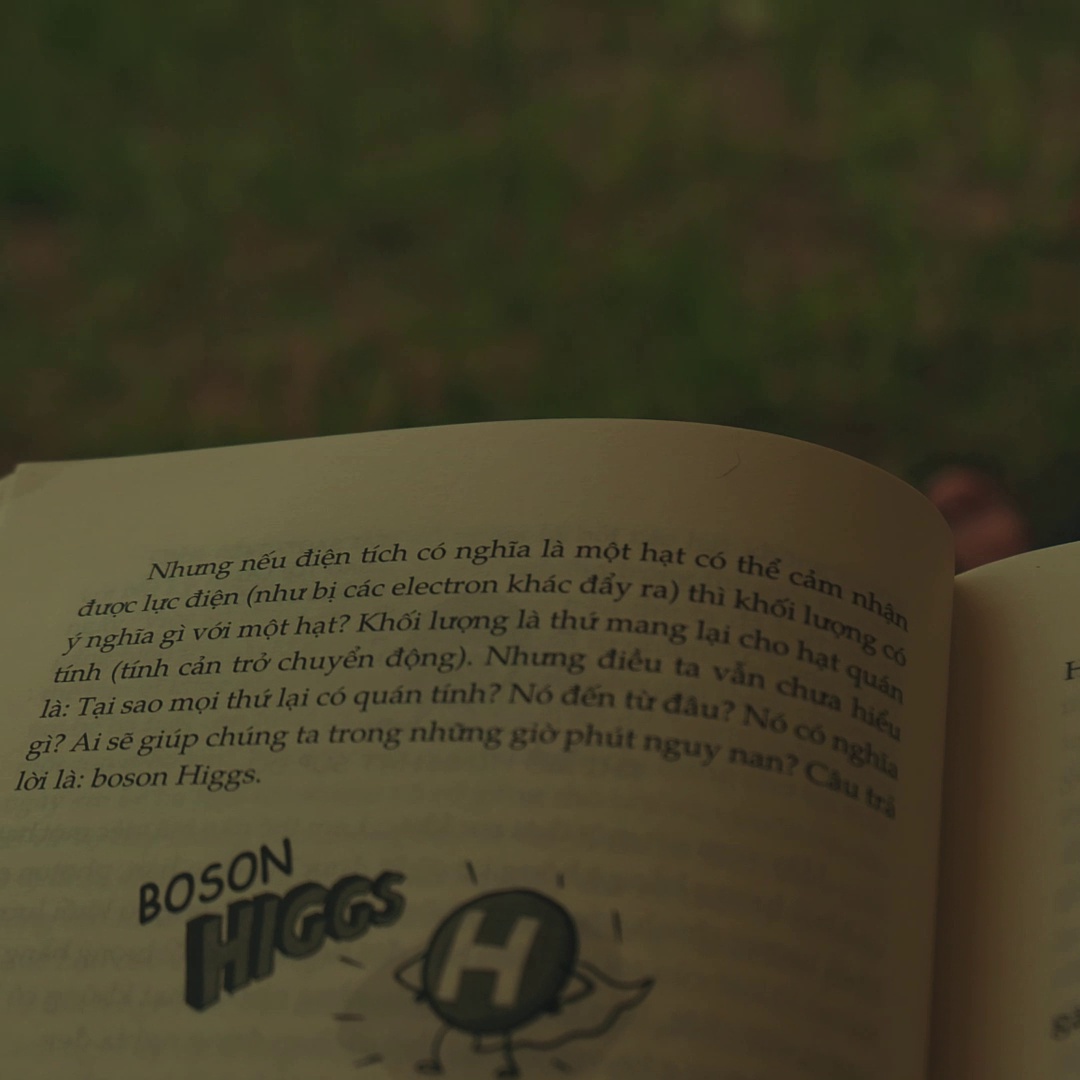 Nhưng nếu điện tích có nghĩa là một hạt có thể cảm nhận
được lực điện (như bị các electron khác đẩy ra) thì khối lượng có
ý nghĩa gì với một hạt? Khối lượng là thứ mang lại cho hạt quán
tính (tính cản trở chuyển động). Nhưng điều ta vẫn chưa hiểu
là: Tại sao mọi thứ lại có quán tính? Nó đến từ đâu? Nó có nghĩa
gì? Ai sẽ giúp chúng ta trong những giờ phút nguy nan? Câu trả
lời là: boson Higgs.
BOSON
HIGGS
H